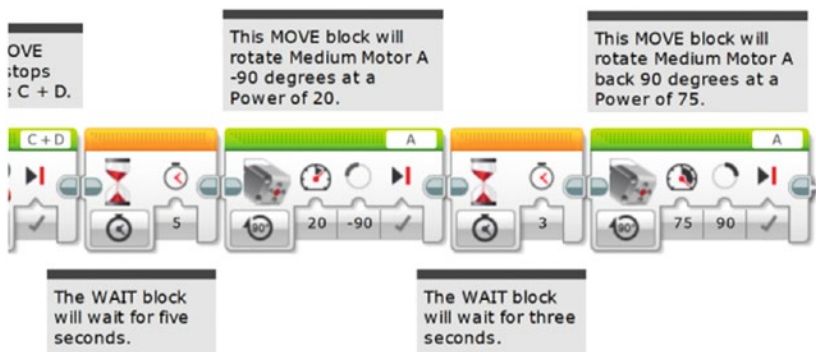 OVE
stops
s C + D.
This MOVE block will
rotate Medium Motor A
-90 degrees at a
Power of 20.
This MOVE block will
rotate Medium Motor A
back 90 degrees at a
Power of 75.
C+D
A
A
5
90°
20
-90
3
90°
75
90
The WAIT block
will wait for five
seconds.
The WAIT block
will wait for three
seconds.